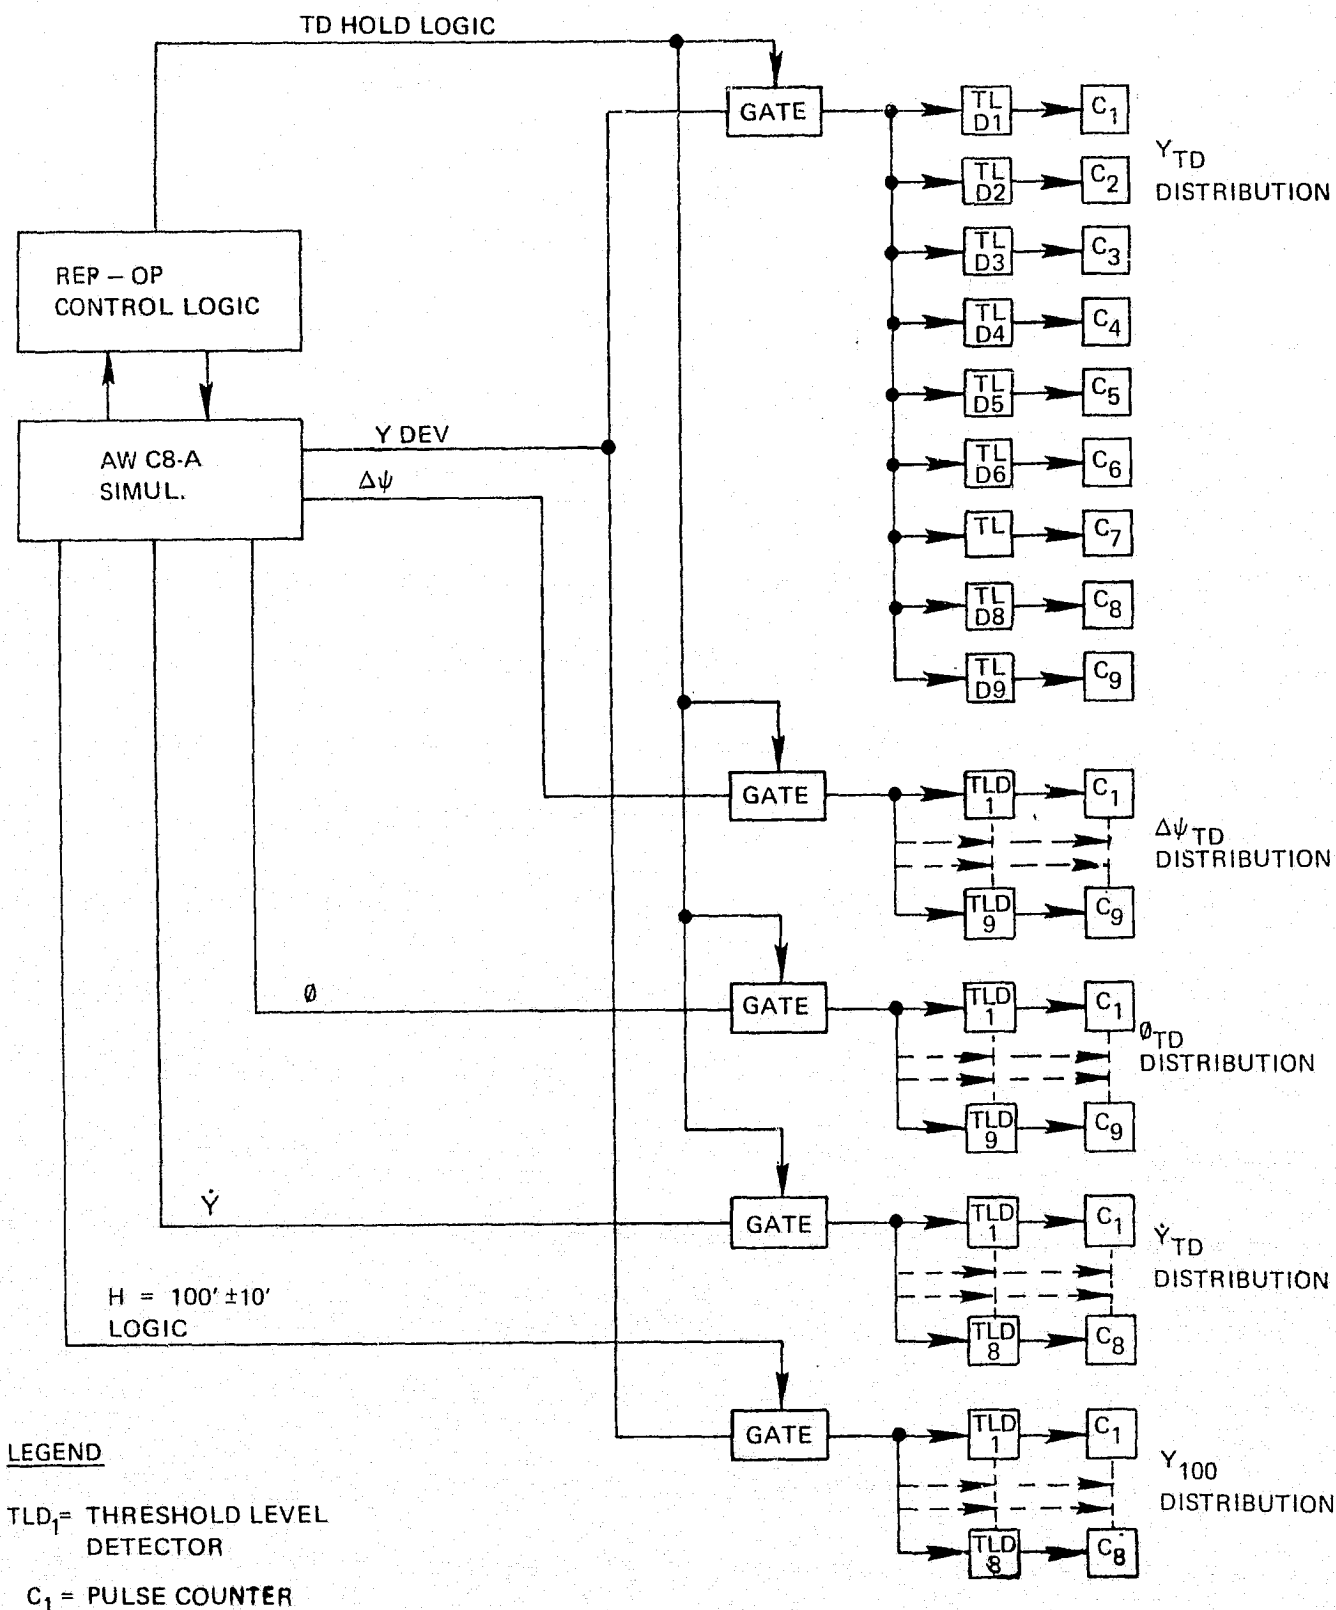 TD HOLD LOGIC
GATE
TL D1
C1
TL D2
C2
YTD
DISTRIBUTION
TL D3
C3
TL D4
C4
TL D5
C5
TL D6
C6
TL
C7
TL D8
C8
TL D9
C9
REP – OP
CONTROL LOGIC
AW C8-A
SIMUL.
Y DEV
Δψ
GATE
TLD 1
C1
ΔψTD
DISTRIBUTION
TLD 9
C9
ø
GATE
TLD 1
C1
øTD
DISTRIBUTION
TLD 9
C9
Ẏ
GATE
TLD 1
C1
ẎTD
DISTRIBUTION
TLD 8
C8
H = 100′ ±10′
LOGIC
GATE
TLD 1
C1
Y100
DISTRIBUTION
TLD 8
C8
LEGEND
TLD1= THRESHOLD LEVEL
DETECTOR
C1 = PULSE COUNTER